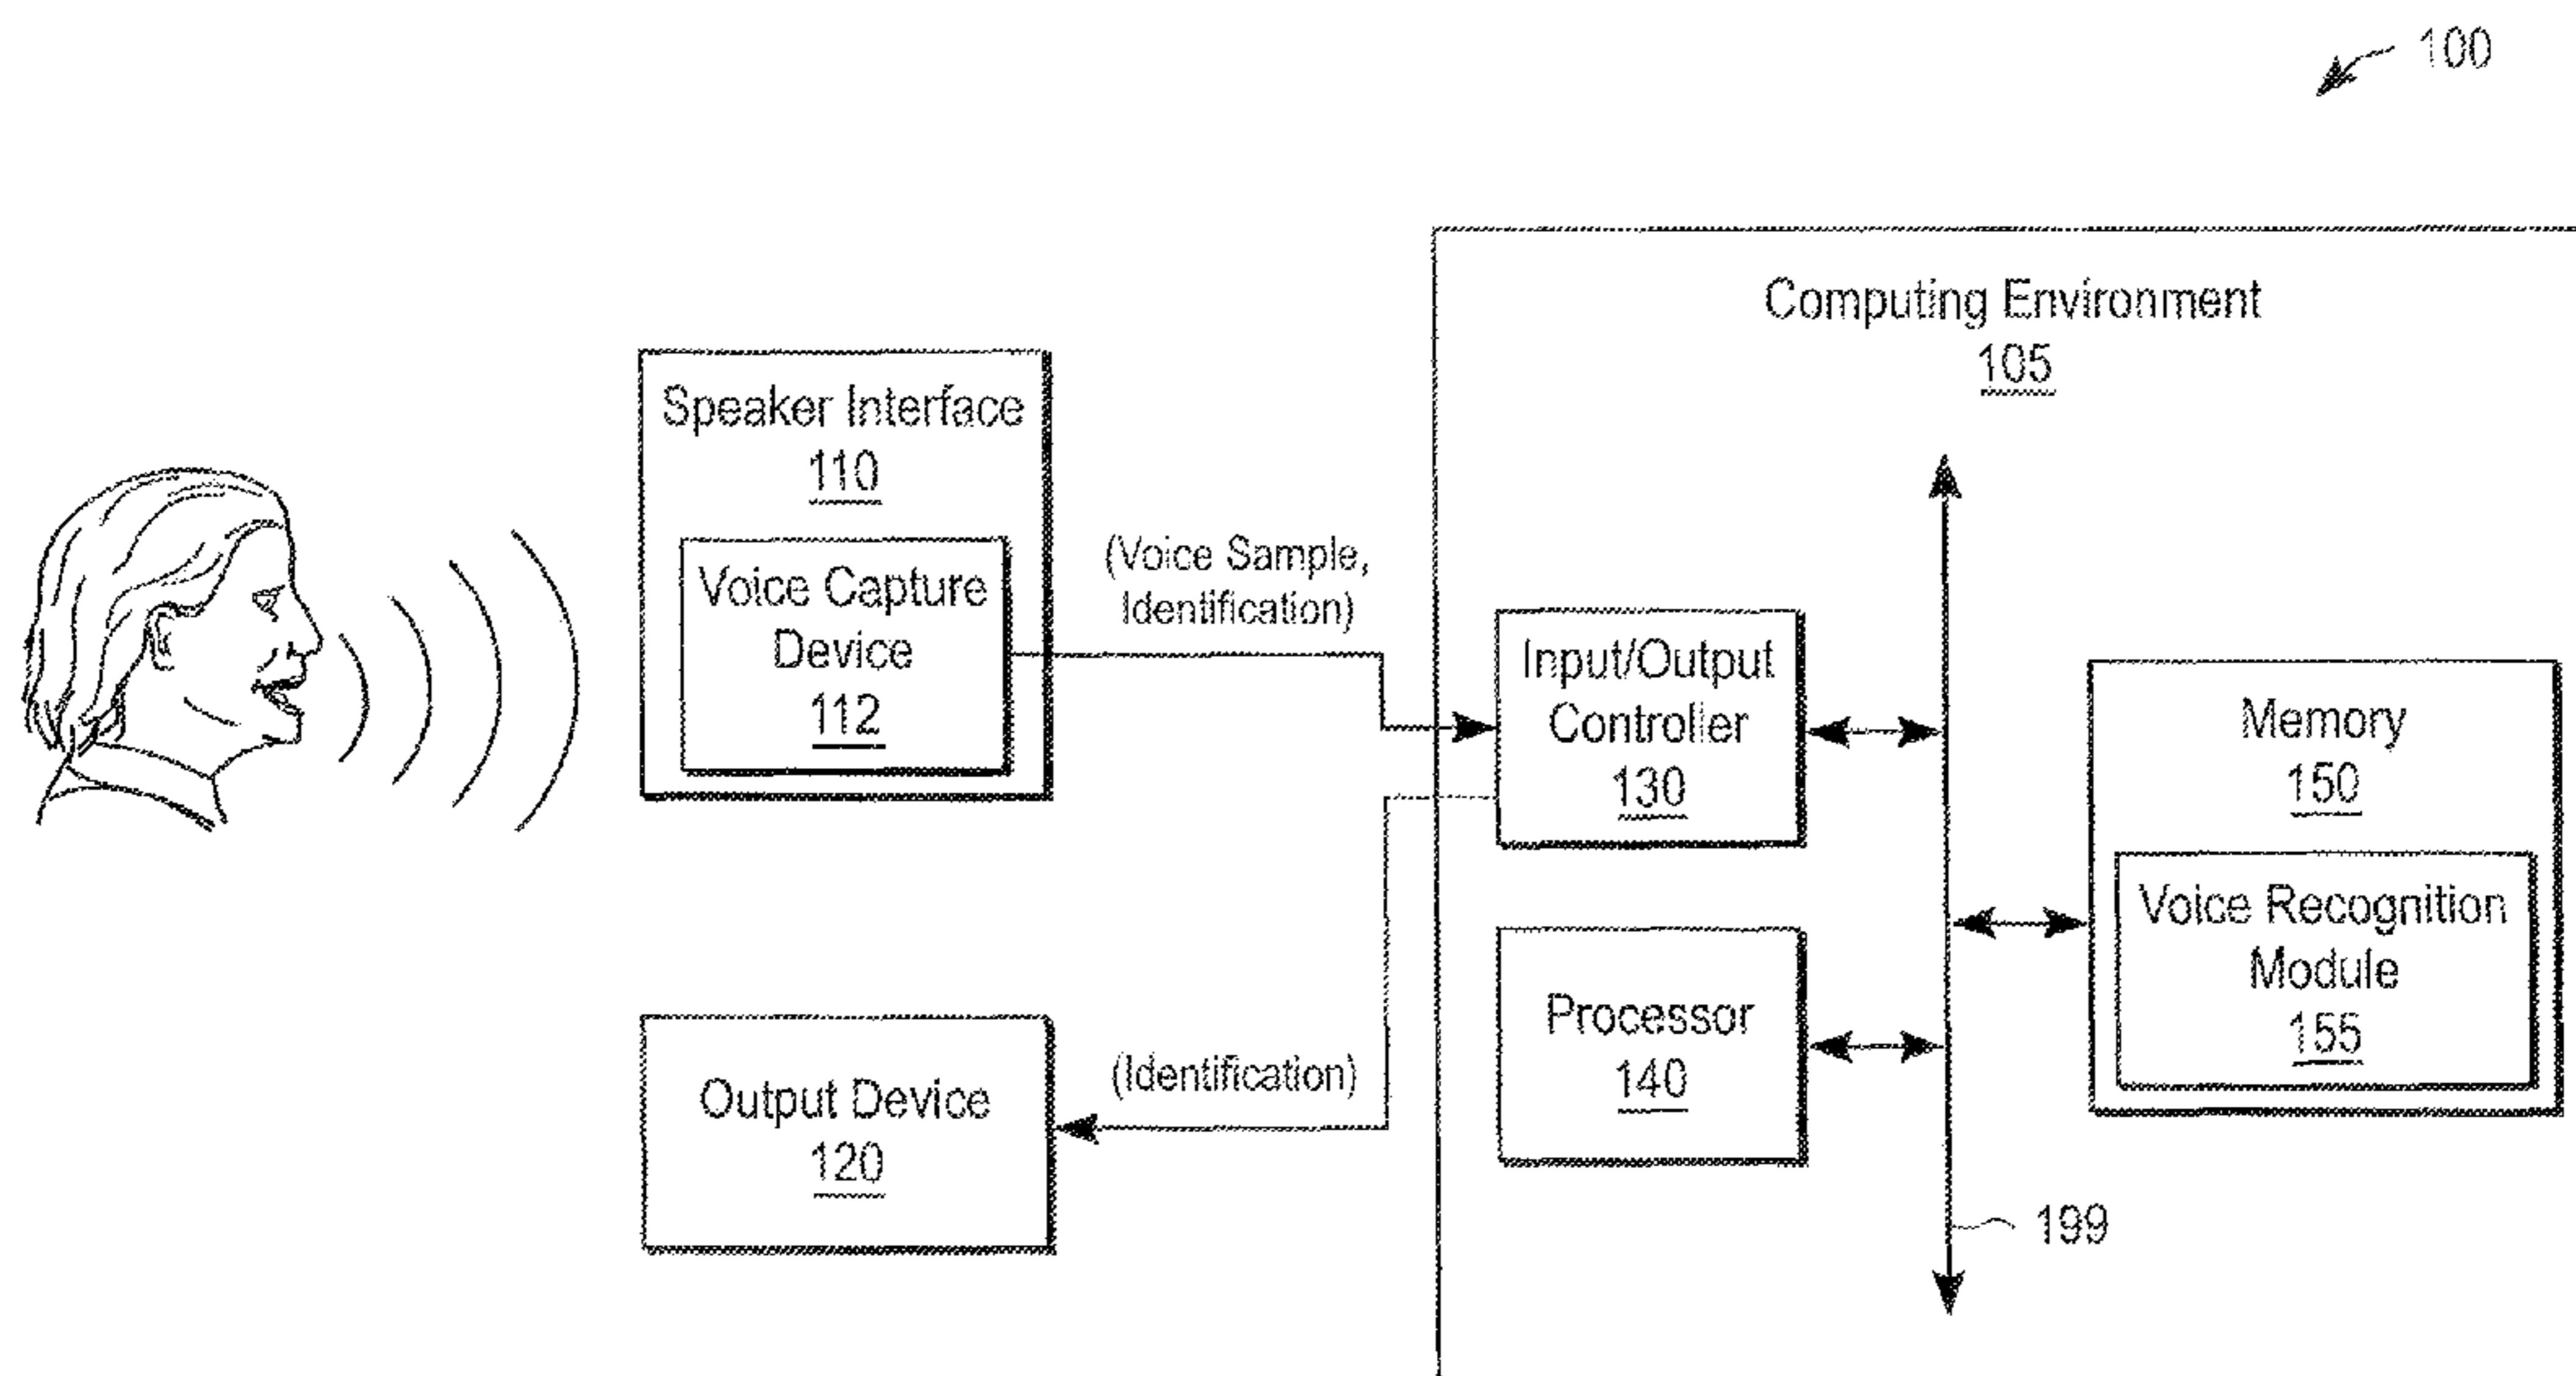 100
Computing Environment
105
Speaker Interface
110
Voice Capture
Device
112
(Voice Sample,
Identification)
Input/Output
Controller
130
Memory
150
Voice Recognition
Module
155
Processor
140
Output Device
120
(Identification)
199